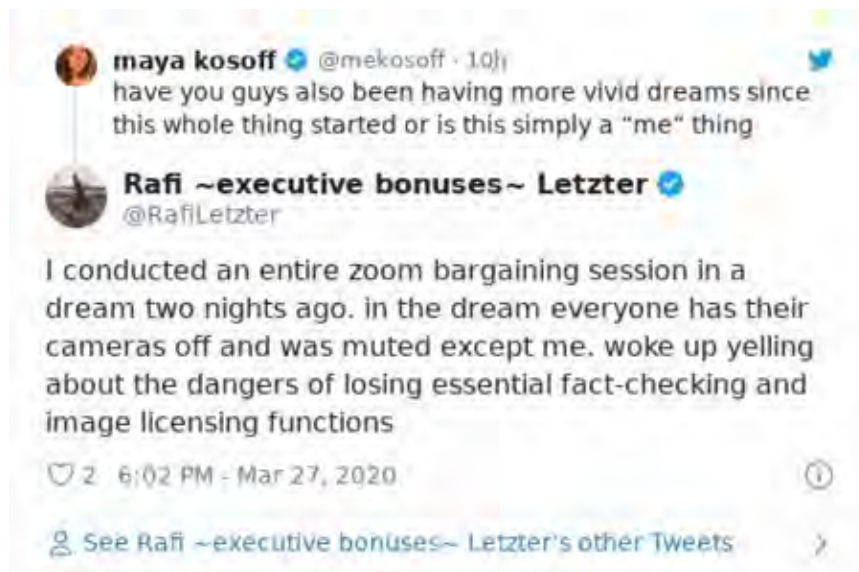 maya kosoff @mekosoff · 10h
have you guys also been having more vivid dreams since
this whole thing started or is this simply a "me" thing
Rafi ~executive bonuses~ Letzter
@RafiLetzter
I conducted an entire zoom bargaining session in a
dream two nights ago. in the dream everyone has their
cameras off and was muted except me. woke up yelling
about the dangers of losing essential fact-checking and
image licensing functions
2 6:02 PM - Mar 27, 2020
See Rafi ~executive bonuses~ Letzter's other Tweets